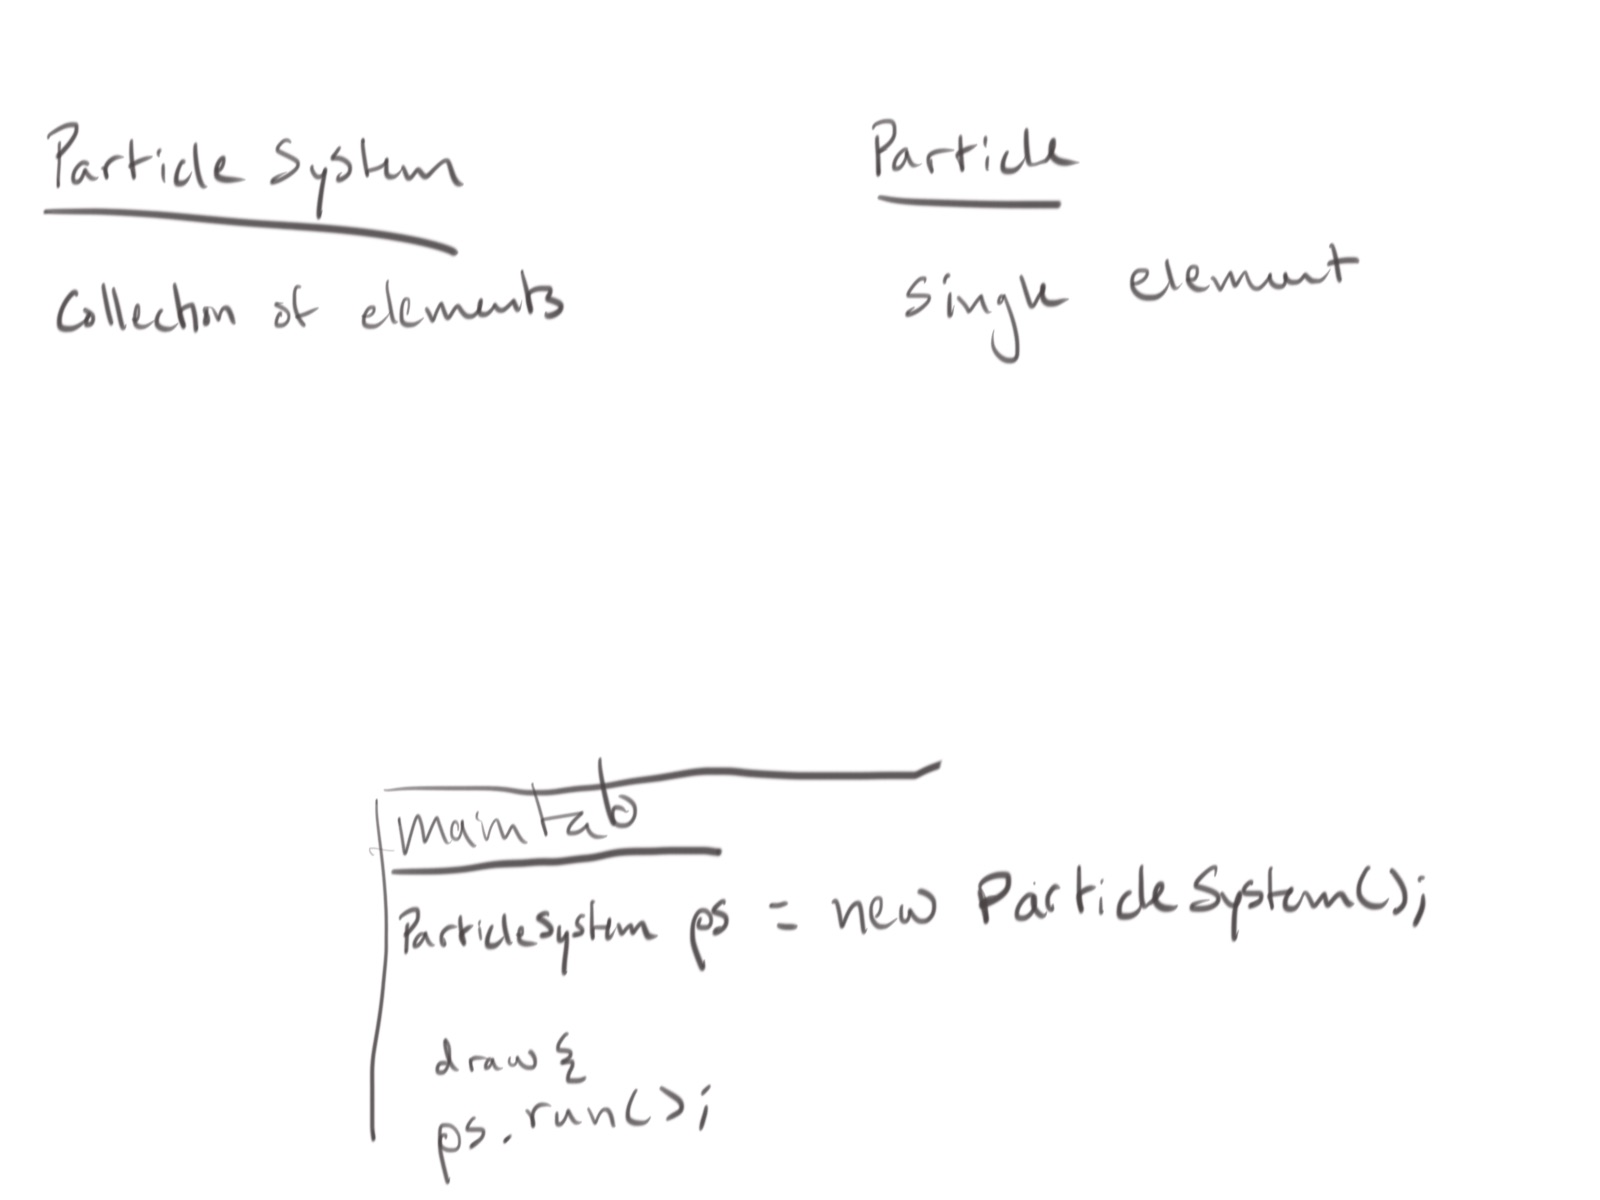 Particle System
Collection of elements
Particle
single element
main tab
ParticleSystem ps = new ParticleSystem();
draw {
ps.run();